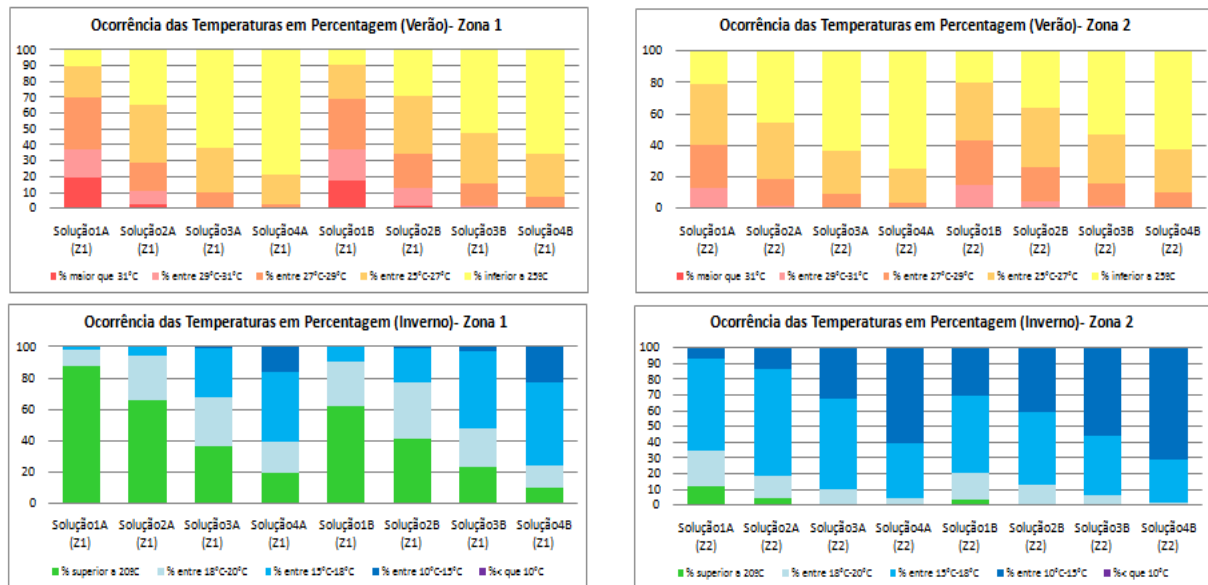 Ocorrência das Temperaturas em Percentagem (Verão)- Zona 1
100
90
80
70
60
50
40
30
20
10
0
Solução1A (Z1)
Solução2A (Z1)
Solução3A (Z1)
Solução4A (Z1)
Solução1B (Z1)
Solução2B (Z1)
Solução3B (Z1)
Solução4B (Z1)
% maior que 31°C
% entre 29°C-31°C
% entre 27°C-29°C
% entre 25°C-27°C
% inferior a 25ºC
Ocorrência das Temperaturas em Percentagem (Verão)- Zona 2
100
80
60
40
20
0
Solução1A (Z2)
Solução2A (Z2)
Solução3A (Z2)
Solução4A (Z2)
Solução1B (Z2)
Solução2B (Z2)
Solução3B (Z2)
Solução4B (Z2)
% maior que 31°C
% entre 29°C-31°C
% entre 27°C-29°C
% entre 25°C-27°C
% inferior a 25ºC
Ocorrência das Temperaturas em Percentagem (Inverno)- Zona 1
100
80
60
40
20
0
Solução1A (Z1)
Solução2A (Z1)
Solução3A (Z1)
Solução4A (Z1)
Solução1B (Z1)
Solução2B (Z1)
Solução3B (Z1)
Solução4B (Z1)
% superior a 20ºC
% entre 18°C-20°C
% entre 15°C-18°C
% entre 10°C-15°C
%< que 10°C
Ocorrência das Temperaturas em Percentagem (Inverno)- Zona 2
100
90
80
70
60
50
40
30
20
10
0
Solução1A (Z2)
Solução2A (Z2)
Solução3A (Z2)
Solução4A (Z2)
Solução1B (Z2)
Solução2B (Z2)
Solução3B (Z2)
Solução4B (Z2)
% superior a 20ºC
% entre 18°C-20°C
% entre 15°C-18°C
% entre 10°C-15°C
%< que 10°C